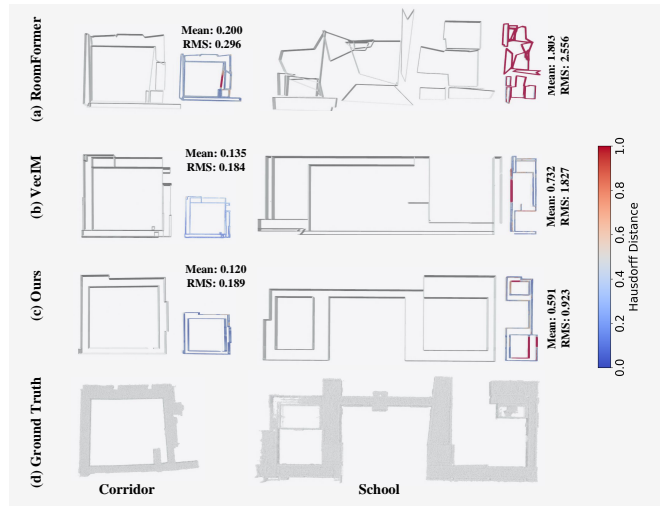 (a) RoomFormer
Mean: 0.200
RMS: 0.296
Mean: 1.803
RMS: 2.556
(b) VecIM
Mean: 0.135
RMS: 0.184
Mean: 0.732
RMS: 1.827
(c) Ours
Mean: 0.120
RMS: 0.189
Mean: 0.591
RMS: 0.923
(d) Ground Truth
Corridor
School
1.0
0.8
0.6
0.4
0.2
0.0
Hausdorff Distance